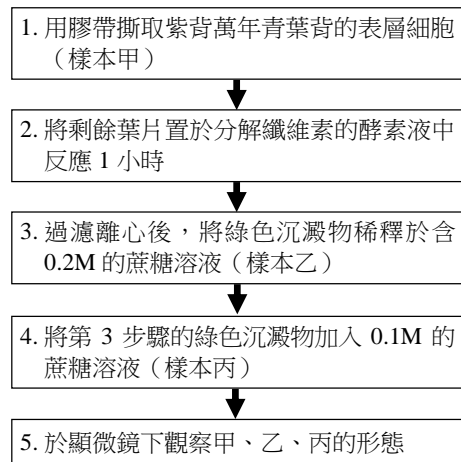 1. 用膠帶撕取紫背萬年青葉背的表層細胞
（樣本甲）
2. 將剩餘葉片置於分解纖維素的酵素液中
反應 1 小時
3. 過濾離心後，將綠色沉澱物稀釋於含
0.2M 的蔗糖溶液（樣本乙）
4. 將第 3 步驟的綠色沉澱物加入 0.1M 的
蔗糖溶液（樣本丙）
5. 於顯微鏡下觀察甲、乙、丙的形態